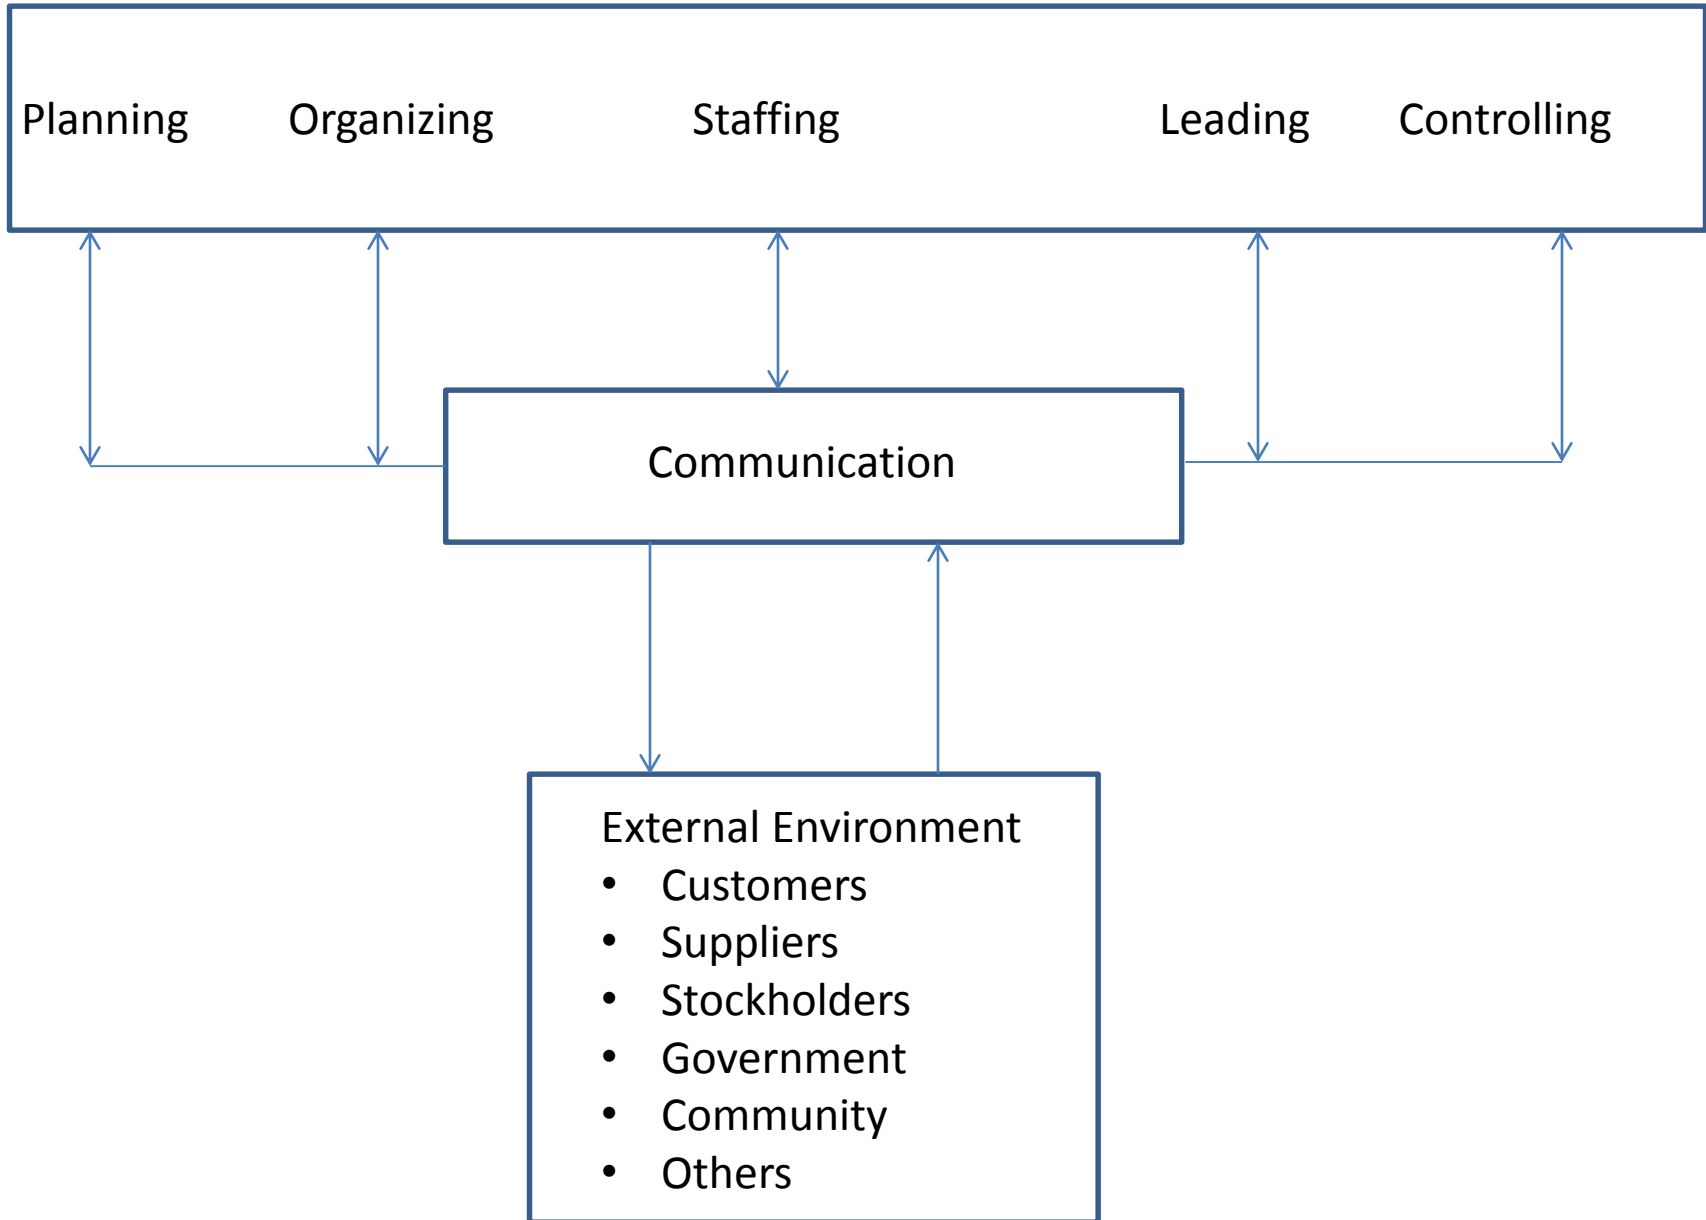 Planning Organizing Staffing Leading Controlling
Communication
External Environment
• Customers
• Suppliers
• Stockholders
• Government
• Community
• Others